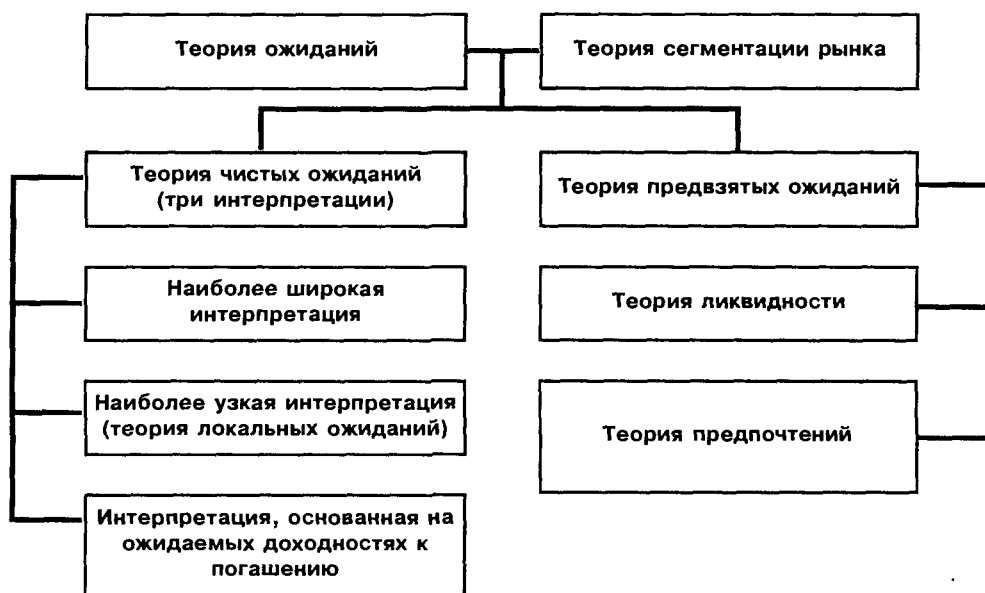 Теория ожиданий
Теория сегментации рынка
Теория чистых ожиданий
(три интерпретации)
Теория предвзятых ожиданий
Наиболее широкая
интерпретация
Теория ликвидности
Наиболее узкая интерпретация
(теория локальных ожиданий)
Теория предпочтений
Интерпретация, основанная на
ожидаемых доходностях к
погашению